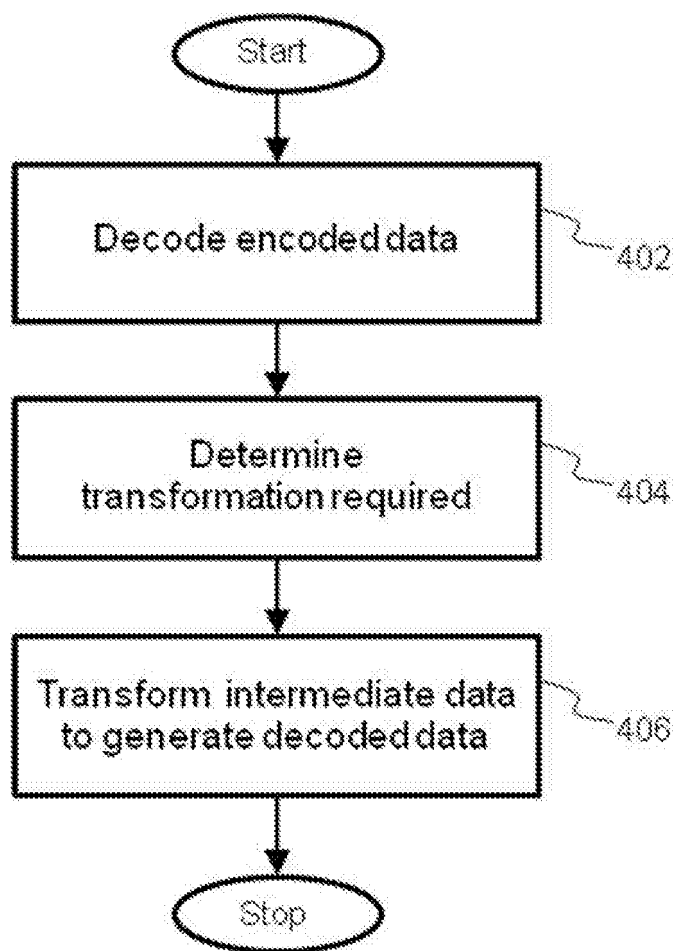 Start
Decode encoded data
402
Determine
transformation required
404
Transform intermediate data
to generate decoded data
406
Stop